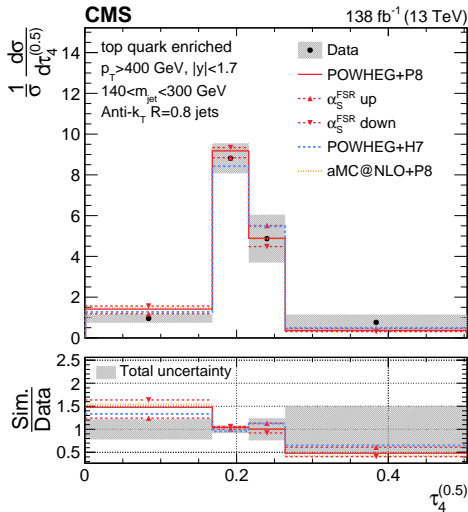 CMS 138 fb⁻¹ (13 TeV)
1/σ dσ/dτ₄^(0.5)
top quark enriched
p_T>400 GeV, |y|<1.7
140<m_jet<300 GeV
Anti-k_T R=0.8 jets
Data
POWHEG+P8
α_S^FSR up
α_S^FSR down
POWHEG+H7
aMC@NLO+P8
14
12
10
8
6
4
2
0
Total uncertainty
Sim./Data
2.5
2
1.5
1
0.5
0 0.2 0.4
τ₄^(0.5)